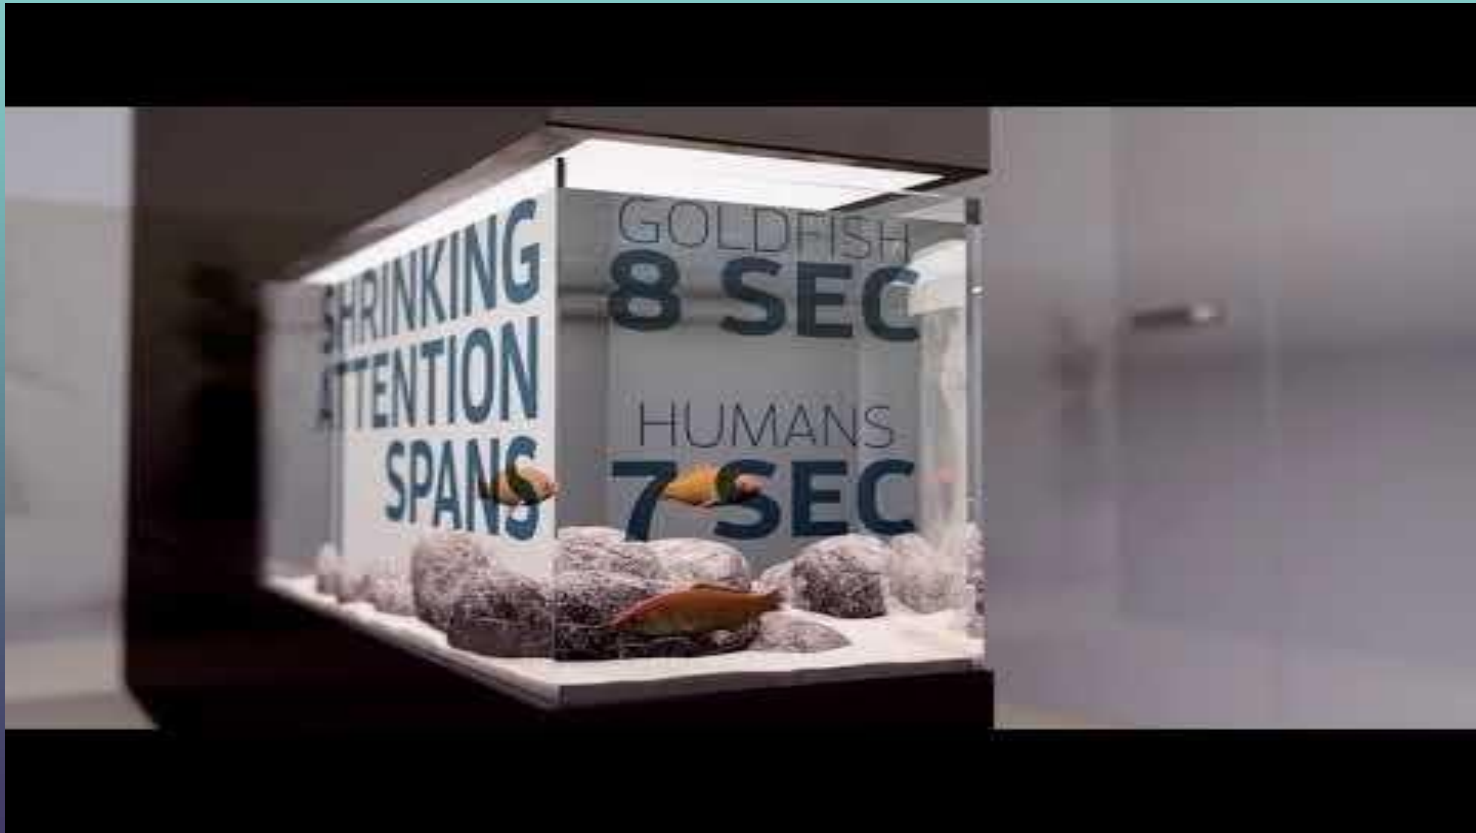 SHRINKING
ATTENTION
SPANS
GOLDFISH
8 SEC
HUMANS
7 SEC